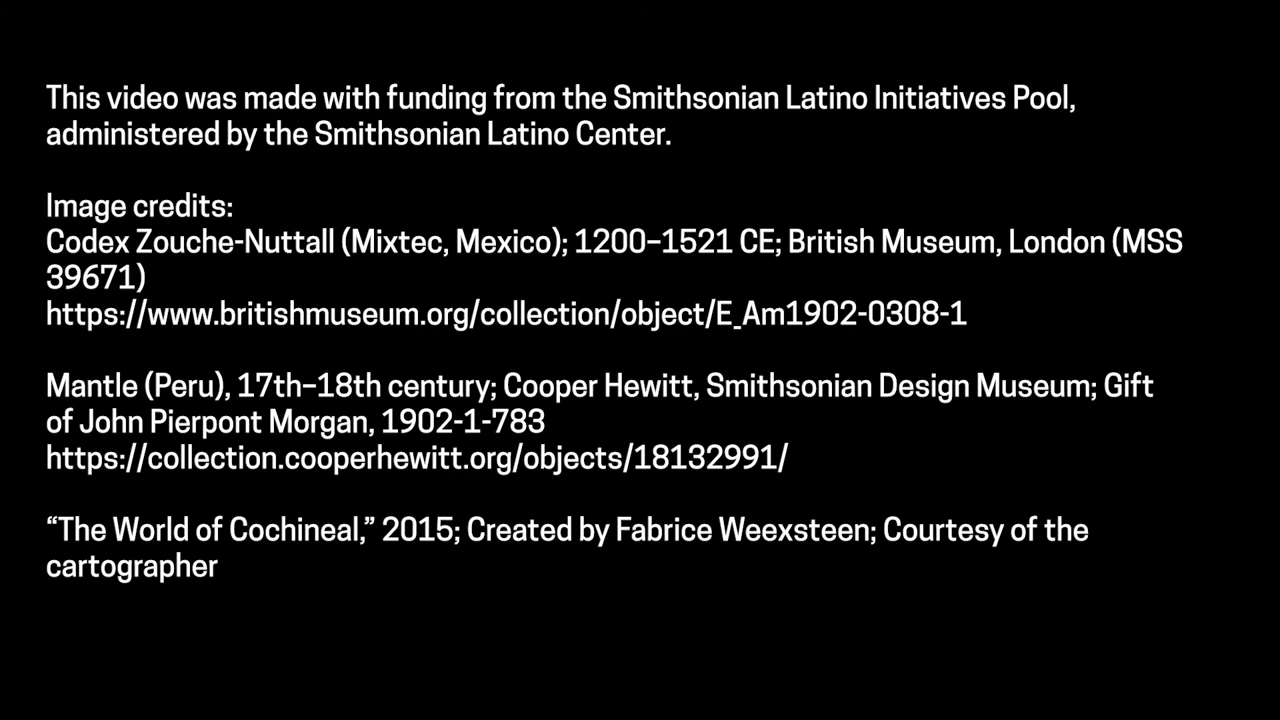 This video was made with funding from the Smithsonian Latino Initiatives Pool,
administered by the Smithsonian Latino Center.
Image credits:
Codex Zouche-Nuttall (Mixtec, Mexico); 1200–1521 CE; British Museum, London (MSS
39671)
https://www.britishmuseum.org/collection/object/E_Am1902-0308-1
Mantle (Peru), 17th–18th century; Cooper Hewitt, Smithsonian Design Museum; Gift
of John Pierpont Morgan, 1902-1-783
https://collection.cooperhewitt.org/objects/18132991/
“The World of Cochineal,” 2015; Created by Fabrice Weexsteen; Courtesy of the
cartographer